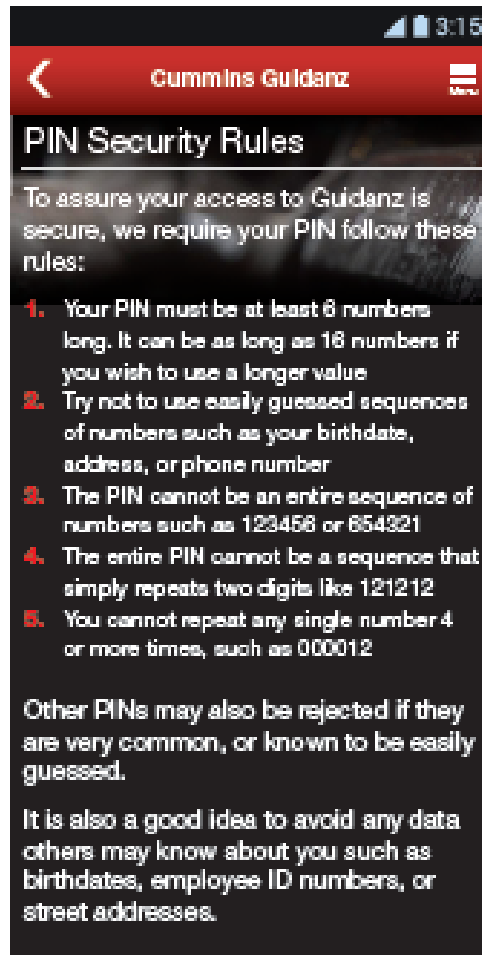 3:15
Cummins Guidanz
Menu
PIN Security Rules
To assure your access to Guidanz is
secure, we require your PIN follow these
rules:
1. Your PIN must be at least 6 numbers
long. It can be as long as 16 numbers if
you wish to use a longer value
2. Try not to use easily guessed sequences
of numbers such as your birthdate,
address, or phone number
3. The PIN cannot be an entire sequence of
numbers such as 123456 or 654321
4. The entire PIN cannot be a sequence that
simply repeats two digits like 121212
5. You cannot repeat any single number 4
or more times, such as 000012
Other PINs may also be rejected if they
are very common, or known to be easily
guessed.
It is also a good idea to avoid any data
others may know about you such as
birthdates, employee ID numbers, or
street addresses.